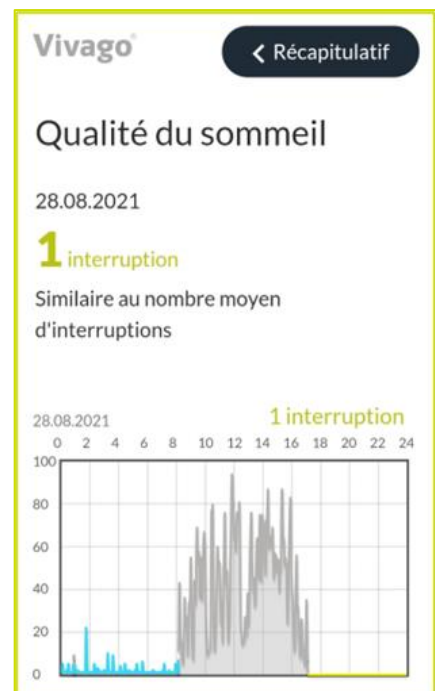 Vivago
Récapitulatif
Qualité du sommeil
28.08.2021
1 interruption
Similaire au nombre moyen
d'interruptions
28.08.2021
1 interruption
0 2 4 6 8 10 12 14 16 18 20 22 24
100
80
60
40
20
0